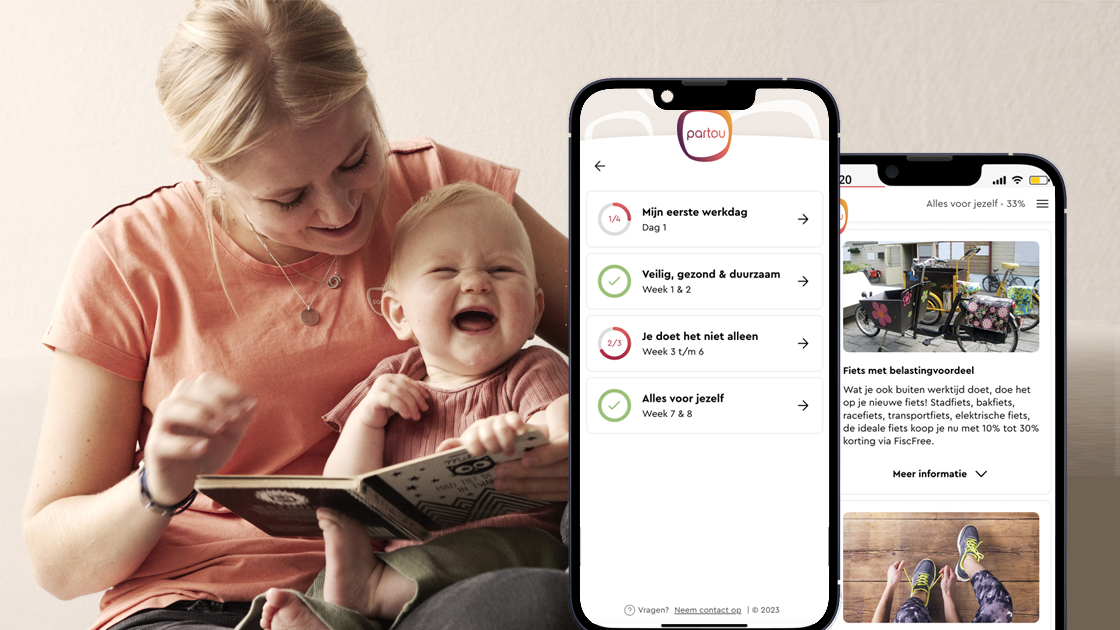 partou
1/4
Mijn eerste werkdag
Dag 1
Veilig, gezond & duurzaam
Week 1 & 2
2/3
Je doet het niet alleen
Week 3 t/m 6
Alles voor jezelf
Week 7 & 8
? Vragen? Neem contact op | © 2023
20
Alles voor jezelf - 33%
Fiets met belastingvoordeel
Wat je ook buiten werktijd doet, doe het
op je nieuwe fiets! Stadfiets, bakfiets,
racefiets, transportfiets, elektrische fiets,
de ideale fiets koop je nu met 10% tot 30%
korting via FiscFree.
Meer informatie